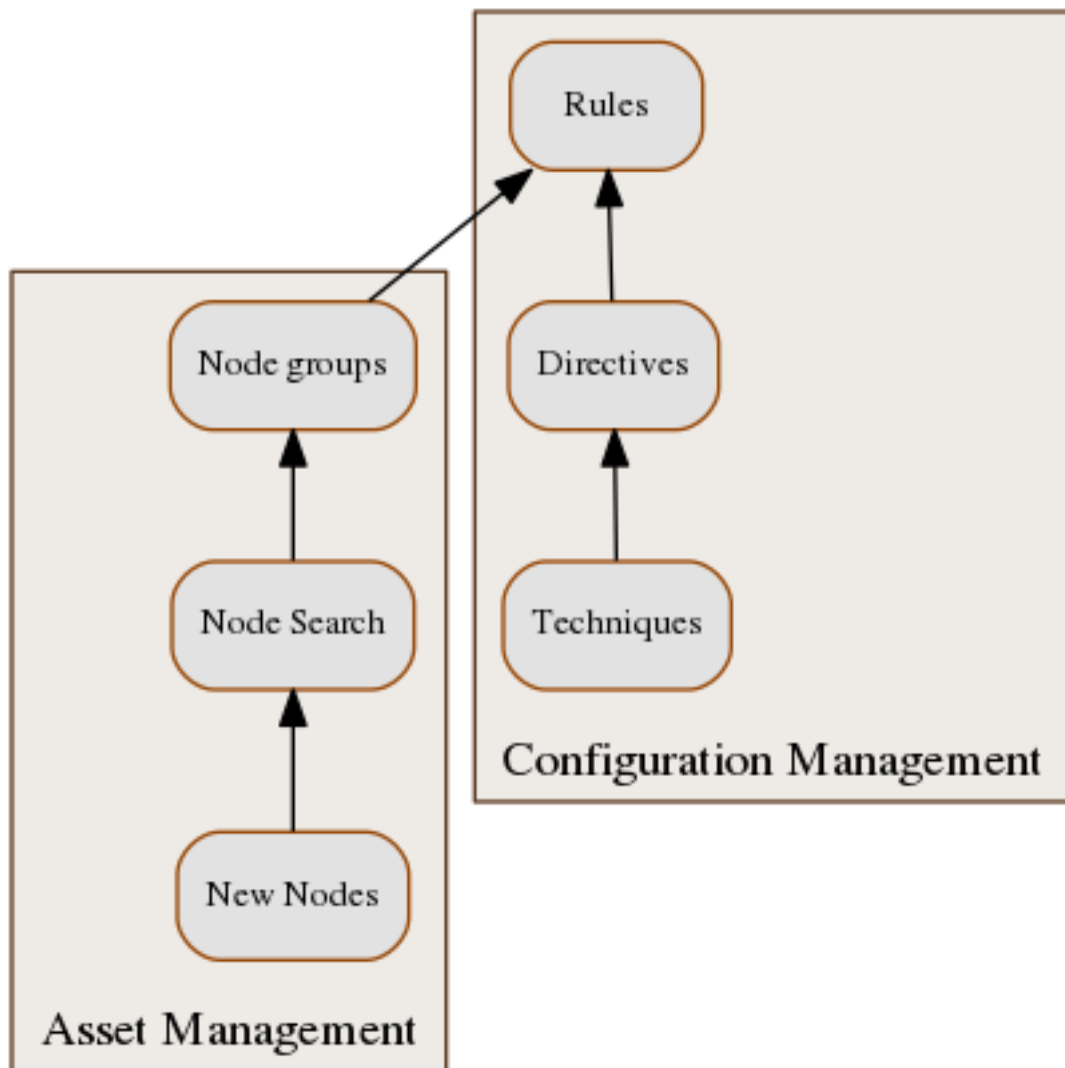 Rules
Node groups
Directives
Node Search
Techniques
Configuration Management
New Nodes
Asset Management